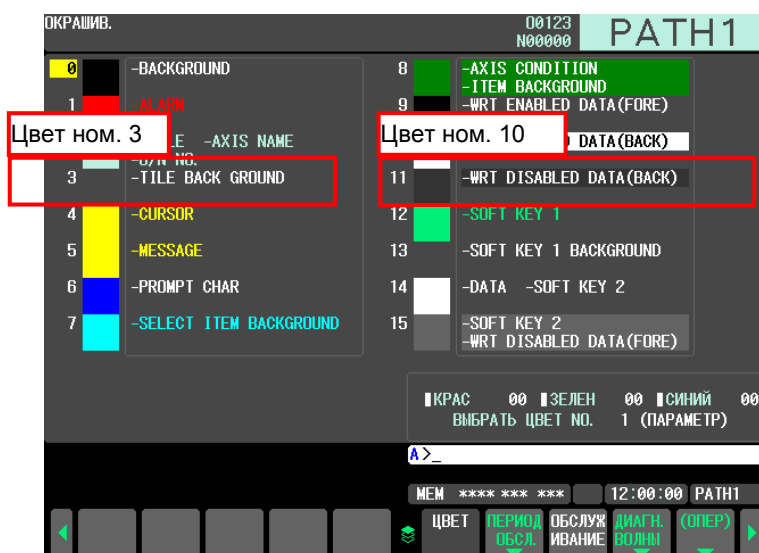 ОКРАШИВ.
O0123
N00000
PATH1
0 -BACKGROUND
1 -ALARM
Цвет ном. 3
-AXIS NAME
3 -TILE BACK GROUND
4 -CURSOR
5 -MESSAGE
6 -PROMPT CHAR
7 -SELECT ITEM BACKGROUND
8 -AXIS CONDITION
-ITEM BACKGROUND
9 -WRT ENABLED DATA(FORE)
Цвет ном. 10
DATA(BACK)
11 -WRT DISABLED DATA(BACK)
12 -SOFT KEY 1
13 -SOFT KEY 1 BACKGROUND
14 -DATA -SOFT KEY 2
15 -SOFT KEY 2
-WRT DISABLED DATA(FORE)
КРАС 00 ЗЕЛЕН 00 СИНИЙ 00
ВЫБРАТЬ ЦВЕТ NO. 1 (ПАРАМЕТР)
A>_
MEM **** *** *** 12:00:00 PATH1
ЦВЕТ ПЕРИОД ОБСЛ. ОБСЛУЖИВАНИЕ ДИАГН. ВОЛНЫ (ОПЕР)